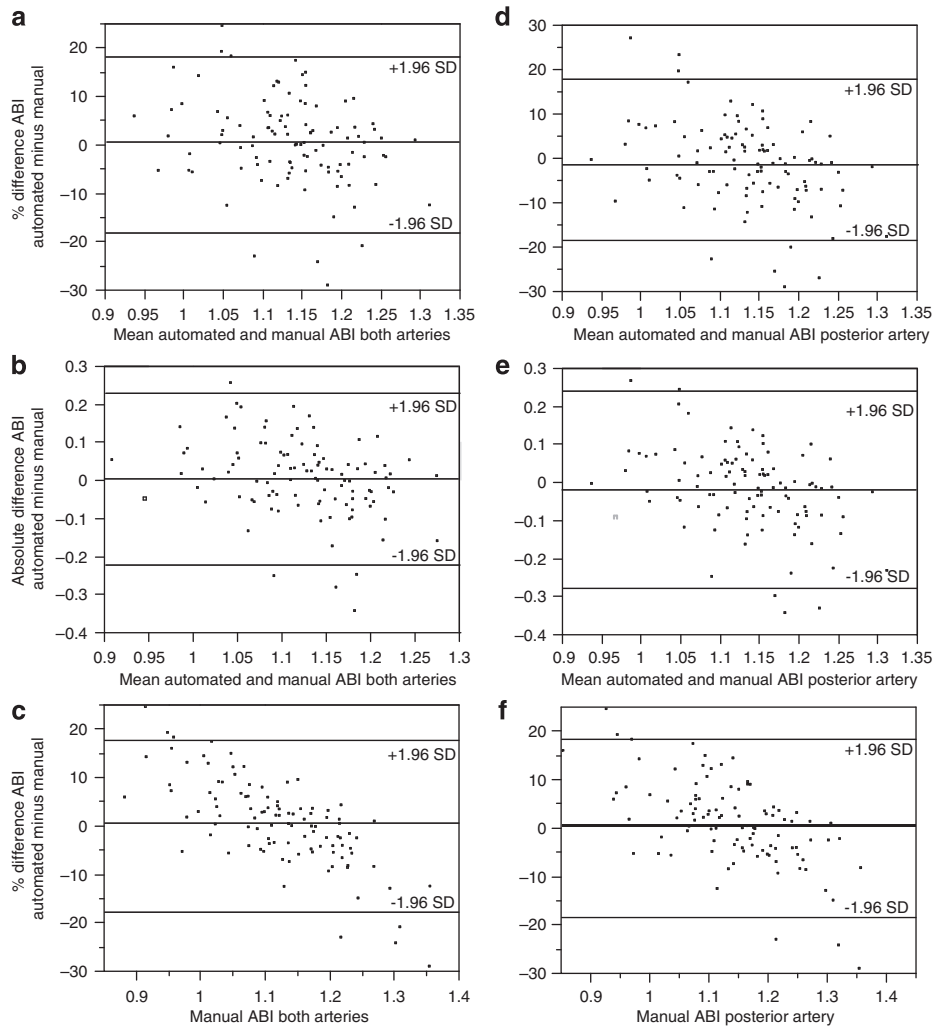 a
% difference ABI
automated minus manual
20
10
0
–10
–20
–30
+1.96 SD
-1.96 SD
0.9 0.95 1 1.05 1.1 1.15 1.2 1.25 1.3 1.35
Mean automated and manual ABI both arteries
d
30
20
10
0
–10
–20
–30
+1.96 SD
-1.96 SD
0.9 0.95 1 1.05 1.1 1.15 1.2 1.25 1.3 1.35
Mean automated and manual ABI posterior artery
b
Absolute difference ABI
automated minus manual
0.3
0.2
0.1
0
–0.1
–0.2
–0.3
–0.4
+1.96 SD
-1.96 SD
0.9 0.95 1 1.05 1.1 1.15 1.2 1.25 1.3
Mean automated and manual ABI both arteries
e
0.3
0.2
0.1
0
–0.1
–0.2
–0.3
–0.4
+1.96 SD
-1.96 SD
0.9 0.95 1 1.05 1.1 1.15 1.2 1.25 1.3 1.35
Mean automated and manual ABI posterior artery
c
% difference ABI
automated minus manual
20
10
0
–10
–20
–30
+1.96 SD
-1.96 SD
0.9 1 1.1 1.2 1.3 1.4
Manual ABI both arteries
f
20
10
0
–10
–20
–30
+1.96 SD
-1.96 SD
0.9 1 1.1 1.2 1.3 1.4
Manual ABI posterior artery